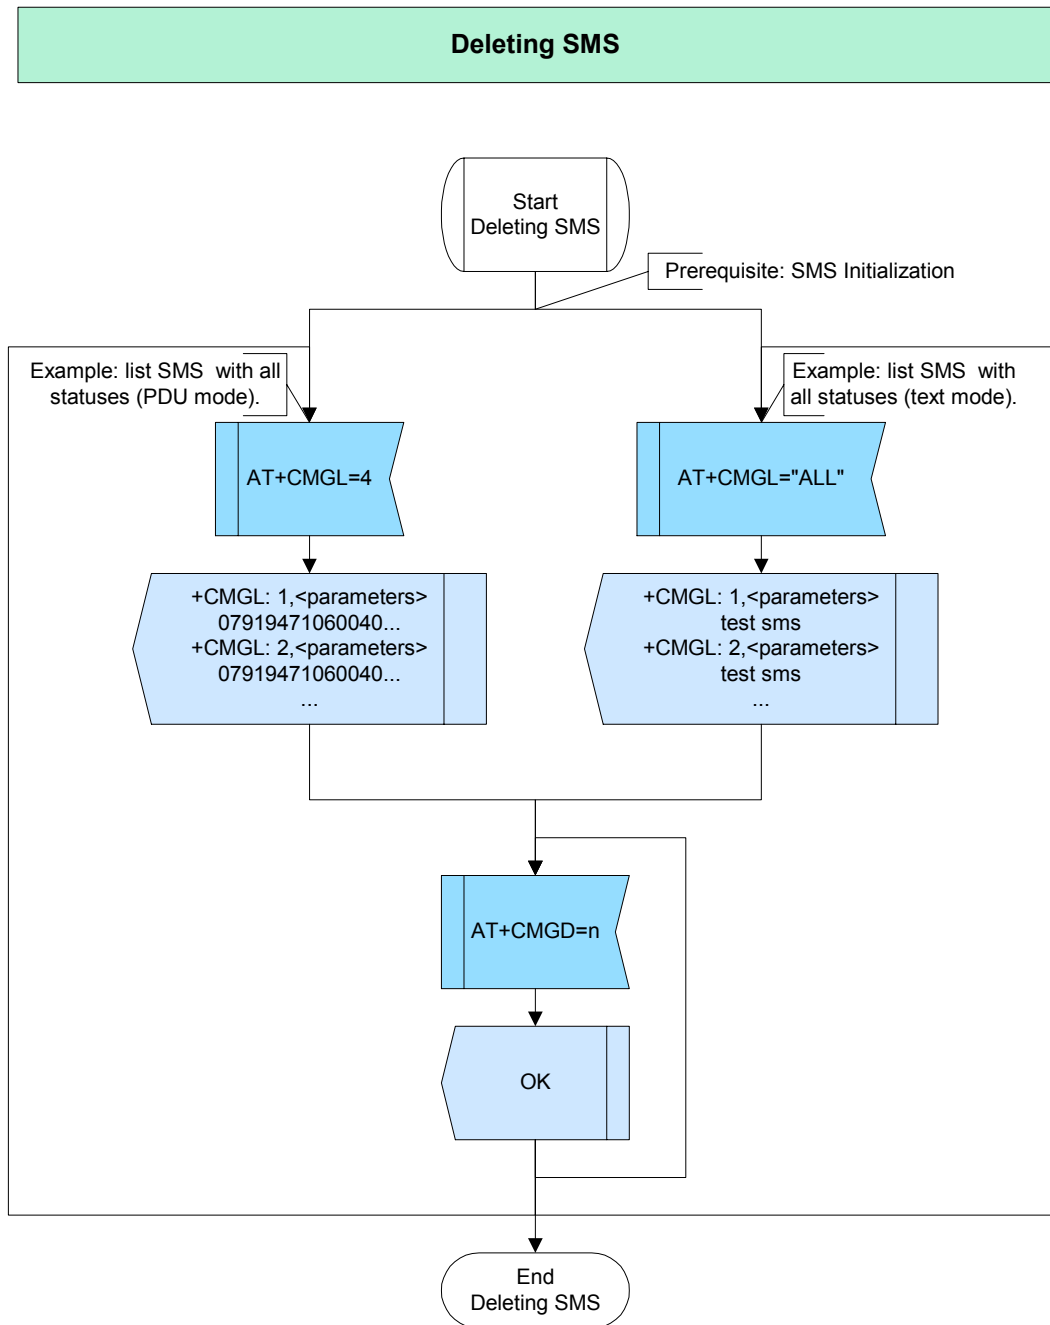 Deleting SMS
Start
Deleting SMS
Prerequisite: SMS Initialization
Example: list SMS  with all
statuses (PDU mode).
Example: list SMS  with
all statuses (text mode).
AT+CMGL=4
AT+CMGL="ALL"
+CMGL: 1,<parameters>
07919471060040...
+CMGL: 2,<parameters>
07919471060040...
...
+CMGL: 1,<parameters>
test sms
+CMGL: 2,<parameters>
test sms
...
AT+CMGD=n
OK
End
Deleting SMS